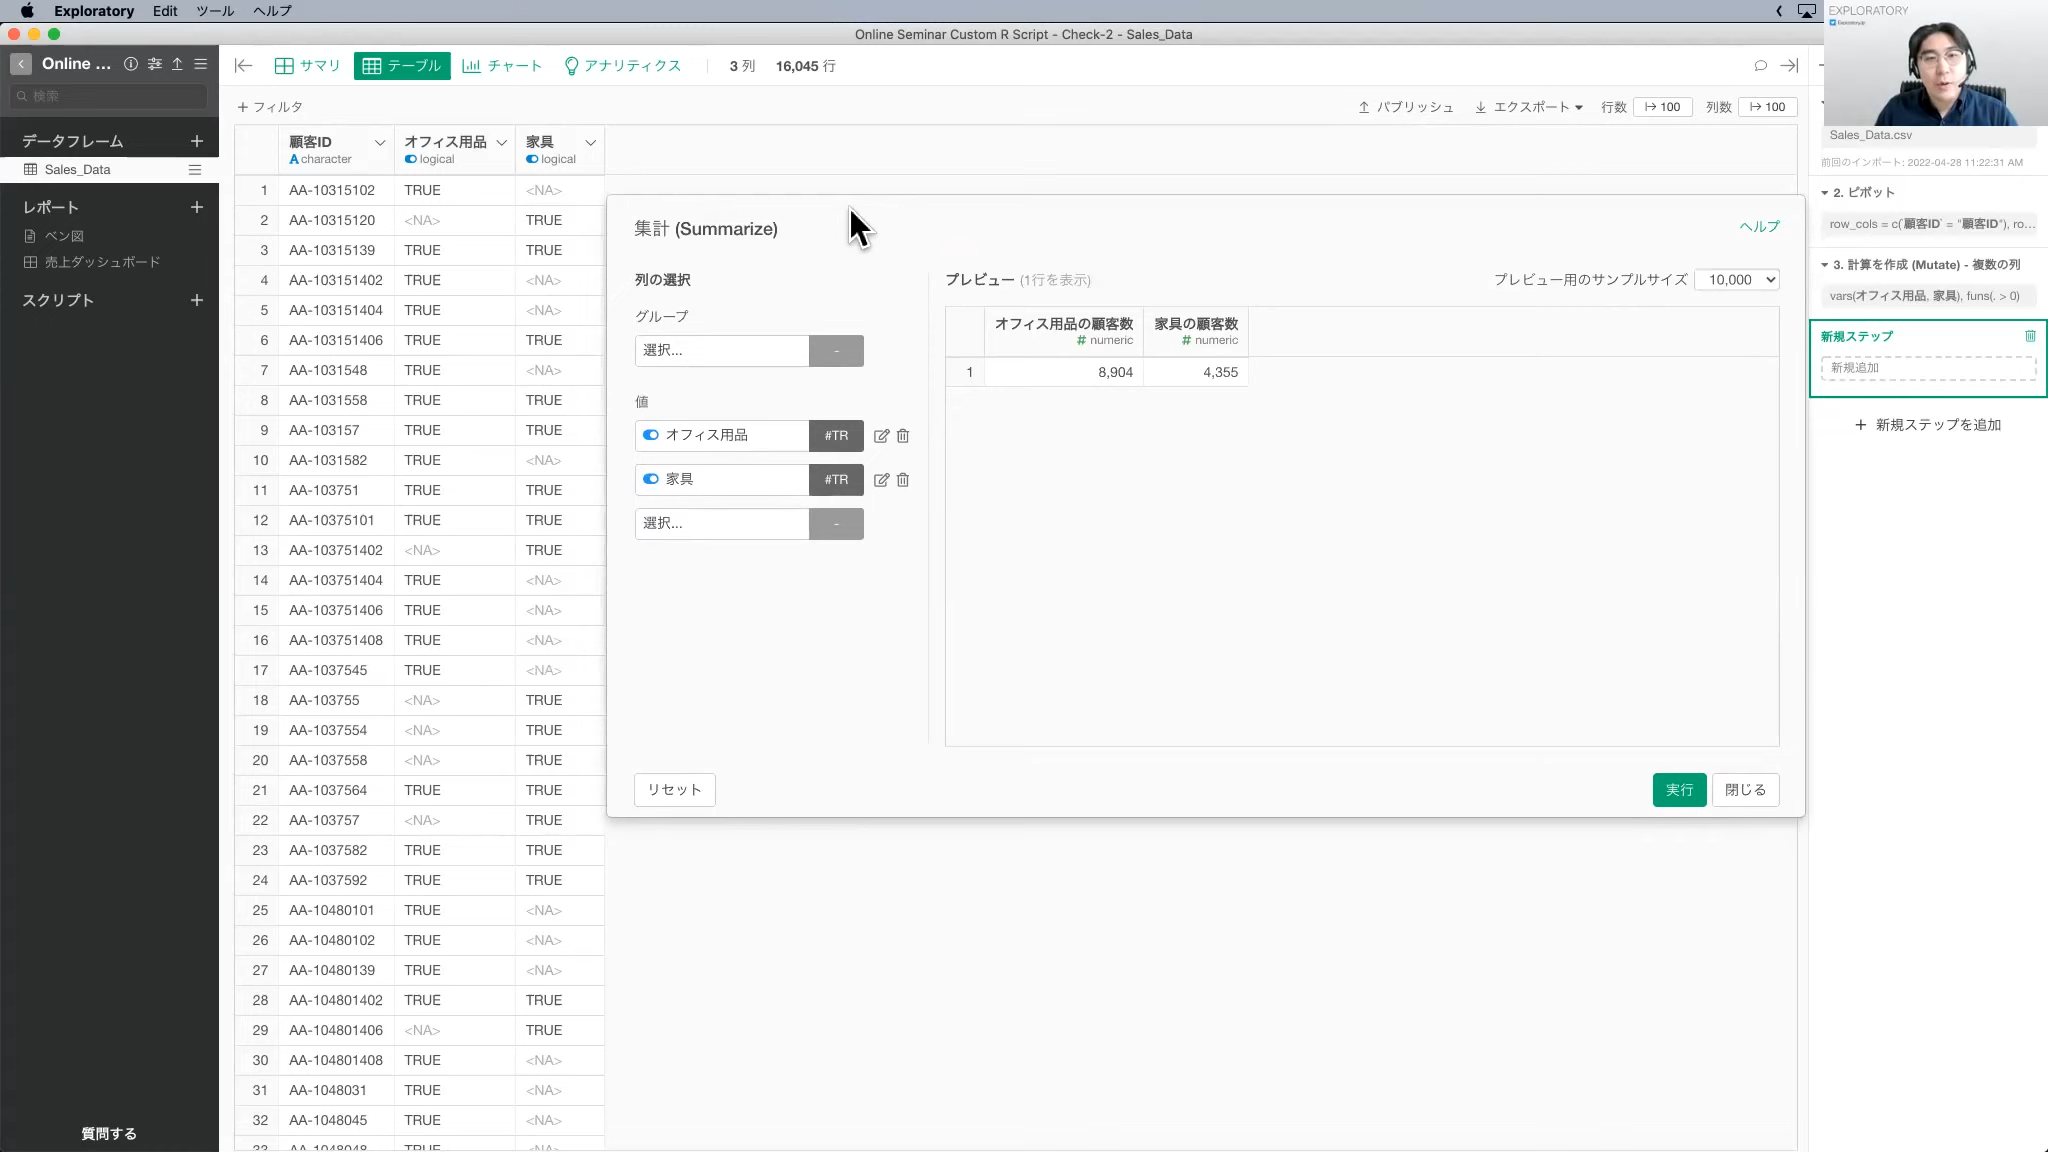 Exploratory Edit ツール ヘルプ
EXPLORATORY
Exploratory.jp
Online Seminar Custom R Script - Check-2 - Sales_Data
Online ...
検索
データフレーム
Sales_Data
レポート
ベン図
売上ダッシュボード
スクリプト
質問する
サマリ テーブル チャート アナリティクス 3 列 16,045 行
フィルタ パブリッシュ エクスポート 行数 100 列数 100
顧客ID オフィス用品 家具
character logical logical
1 AA-10315102 TRUE <NA>
2 AA-10315120 <NA> TRUE
3 AA-10315139 TRUE TRUE
4 AA-103151402 TRUE <NA>
5 AA-103151404 TRUE <NA>
6 AA-103151406 TRUE TRUE
7 AA-1031548 TRUE <NA>
8 AA-1031558 TRUE TRUE
9 AA-103157 TRUE TRUE
10 AA-1031582 TRUE <NA>
11 AA-103751 TRUE TRUE
12 AA-10375101 TRUE TRUE
13 AA-103751402 <NA> TRUE
14 AA-103751404 TRUE <NA>
15 AA-103751406 TRUE <NA>
16 AA-103751408 TRUE <NA>
17 AA-1037545 TRUE <NA>
18 AA-103755 <NA> TRUE
19 AA-1037554 <NA> TRUE
20 AA-1037558 <NA> TRUE
21 AA-1037564 TRUE TRUE
22 AA-103757 <NA> TRUE
23 AA-1037582 TRUE TRUE
24 AA-1037592 TRUE TRUE
25 AA-10480101 TRUE <NA>
26 AA-10480102 TRUE <NA>
27 AA-10480139 TRUE <NA>
28 AA-104801402 TRUE TRUE
29 AA-104801406 <NA> TRUE
30 AA-104801408 TRUE <NA>
31 AA-1048031 TRUE <NA>
32 AA-1048045 TRUE <NA>
33 AA-1048048 TRUE <NA>
集計 (Summarize)
ヘルプ
列の選択
グループ
選択... -
値
オフィス用品 #TR
家具 #TR
選択... -
プレビュー (1行を表示)
プレビュー用のサンプルサイズ 10,000
オフィス用品の顧客数 家具の顧客数
# numeric # numeric
1 8,904 4,355
リセット
実行 閉じる
Sales_Data.csv
前回のインポート: 2022-04-28 11:22:31 AM
2. ピボット
row_cols = c(`顧客ID` = "顧客ID"), ro...
3. 計算を作成 (Mutate) - 複数の列
vars(オフィス用品, 家具), funs(. > 0)
新規ステップ
新規追加
新規ステップを追加